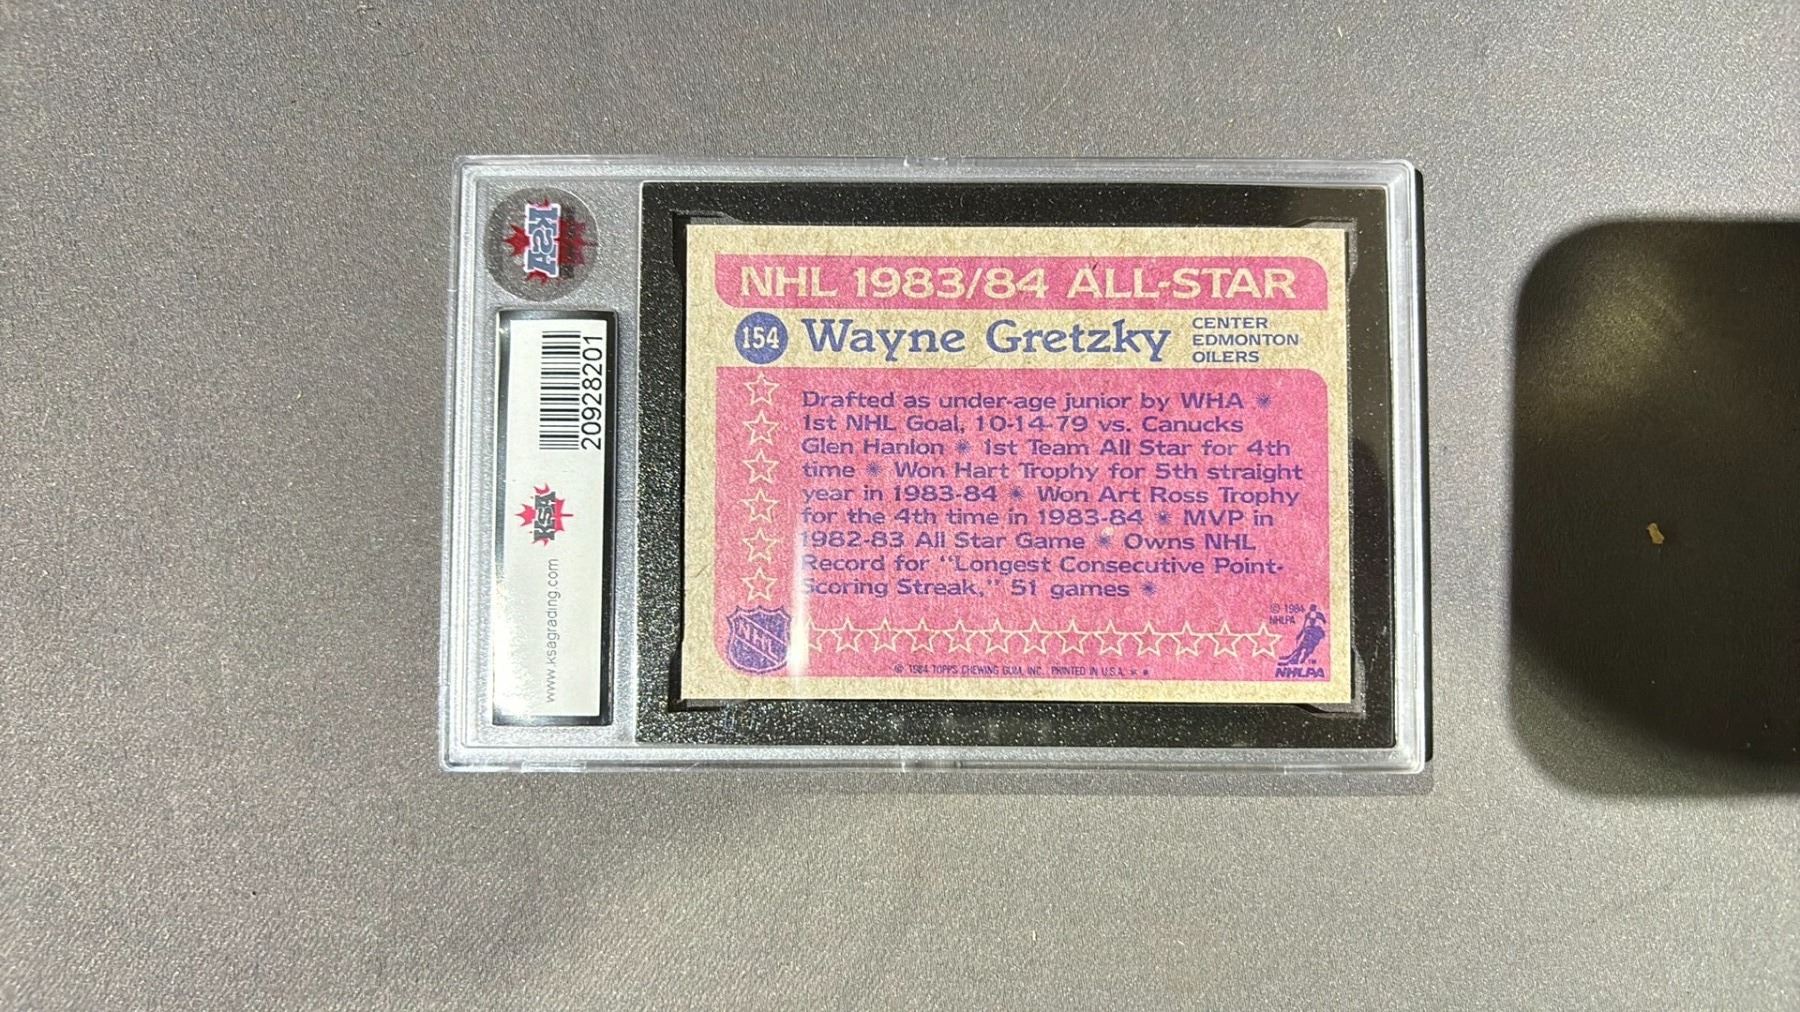 KSA
20928201
KSA
www.ksagrading.com
NHL 1983/84 ALL-STAR
154 Wayne Gretzky
CENTER
EDMONTON
OILERS
Drafted as under-age junior by WHA ✳
1st NHL Goal, 10-14-79 vs. Canucks
Glen Hanlon ✳ 1st Team All Star for 4th
time ✳ Won Hart Trophy for 5th straight
year in 1983-84 ✳ Won Art Ross Trophy
for the 4th time in 1983-84 ✳ MVP in
1982-83 All Star Game ✳ Owns NHL
Record for "Longest Consecutive Point-
Scoring Streak," 51 games ✳
NHL
© 1984
NHLPA
© 1984 TOPPS CHEWING GUM, INC. PRINTED IN U.S.A. * *
TM
NHLPA